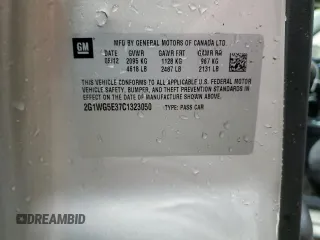 GM
MFD BY GENERAL MOTORS OF CANADA LTD.
DATE GVWR GAWR FRT GAWR RR
2095 KG 1128 KG 967 KG
4618 LB 2487 LB 2131 LB
THIS VEHICLE CONFORMS TO ALL APPLICABLE U.S. FEDERAL MOTOR
VEHICLE SAFETY, BUMPER, AND THEFT PREVENTION STANDARDS
IN EFFECT ON THE DATE OF MANUFACTURE SHOWN ABOVE.
2G1WG5E37C1323050 TYPE: PASS CAR
DREAMBID